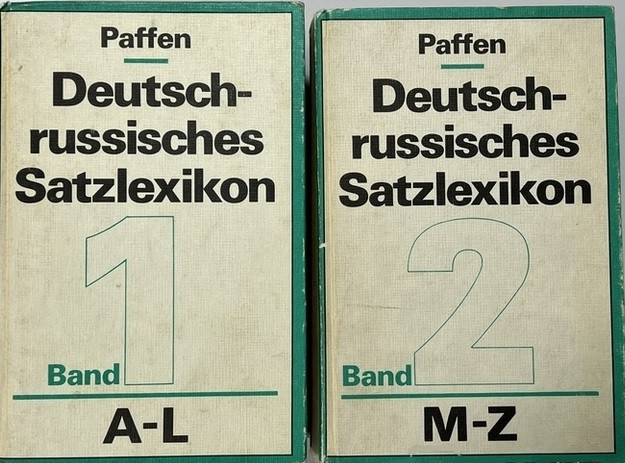 Paffen
Deutsch-
russisches
Satzlexikon
Band 1
A-L
Paffen
Deutsch-
russisches
Satzlexikon
Band 2
M-Z